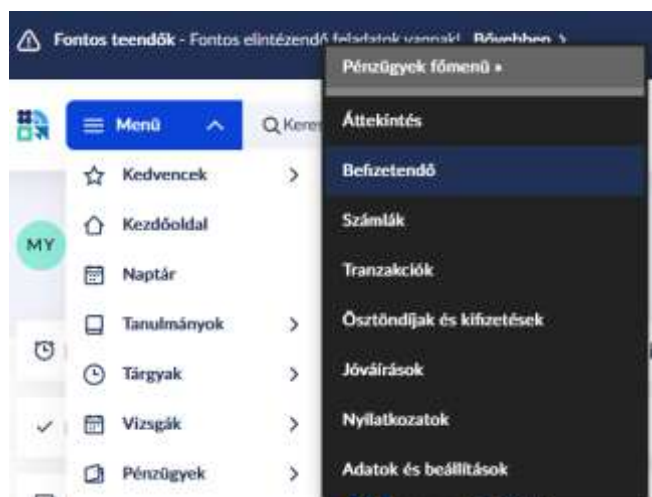 Fontos teendők - Fontos elintézendő feladatok vannak! Bővebben
Menü
Keres
Kedvencek
Kezdőoldal
MY
Naptár
Tanulmányok
Tárgyak
Vizsgák
Pénzügyek
Pénzügyek főmenü •
Áttekintés
Befizetendő
Számlák
Tranzakciók
Ösztöndíjak és kifizetések
Jóváírások
Nyilatkozatok
Adatok és beállítások